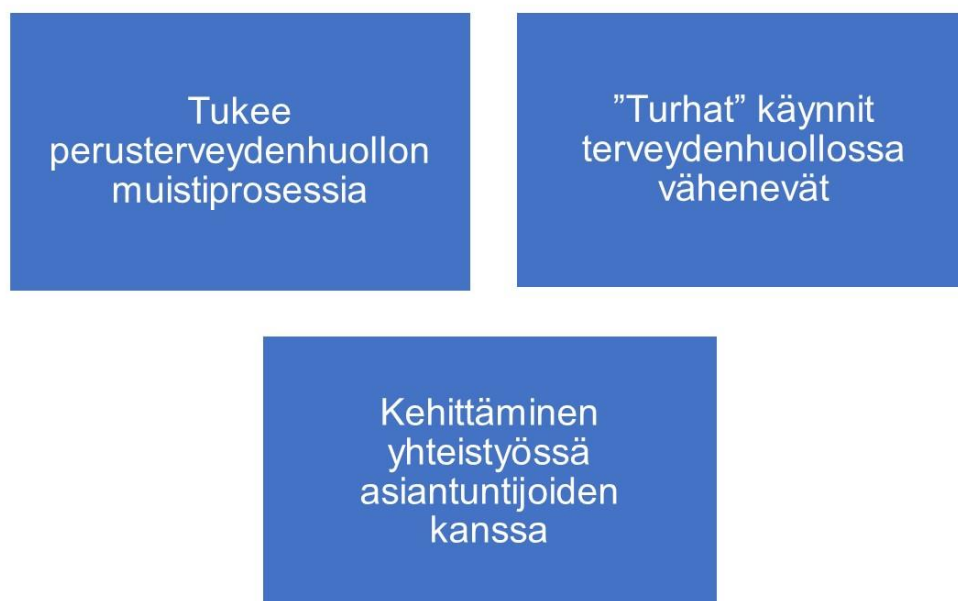 Tukee
perusterveydenhuollon
muistiprosessia
”Turhat” käynnit
terveydenhuollossa
vähenevät
Kehittäminen
yhteistyössä
asiantuntijoiden
kanssa